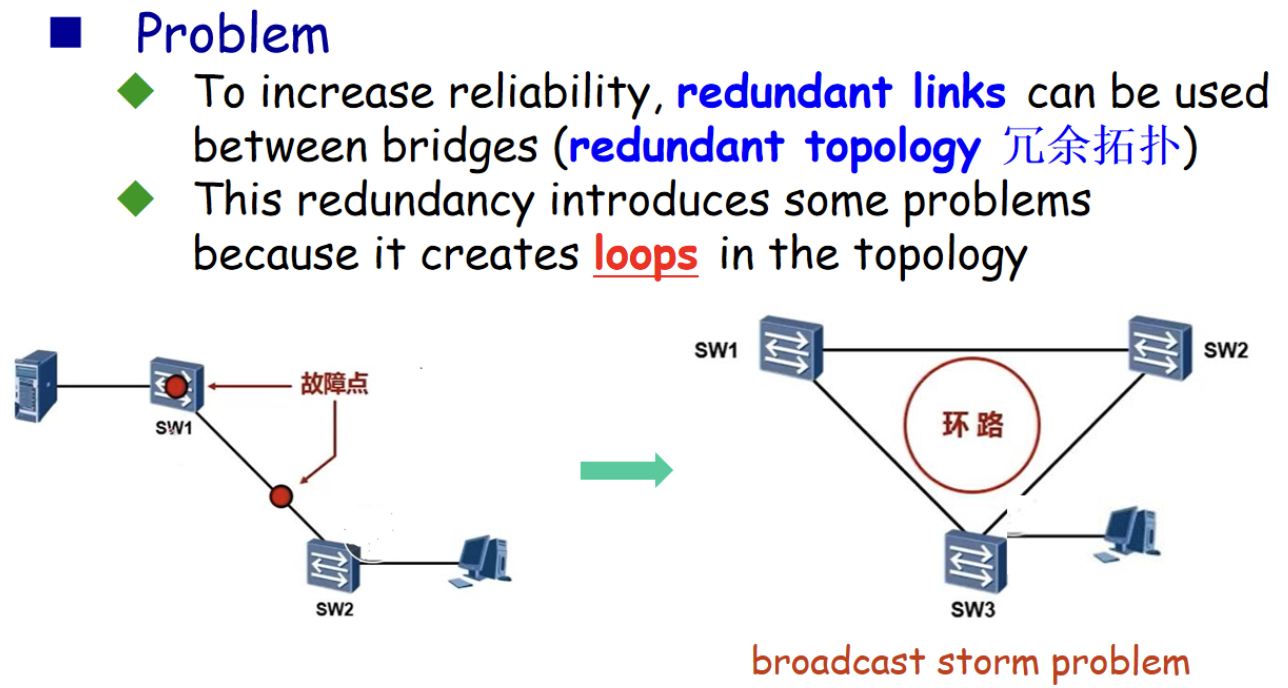 Problem
To increase reliability, redundant links can be used
between bridges (redundant topology 冗余拓扑)
This redundancy introduces some problems
because it creates loops in the topology
故障点
SW1
SW2
SW1
SW2
环路
SW3
broadcast storm problem